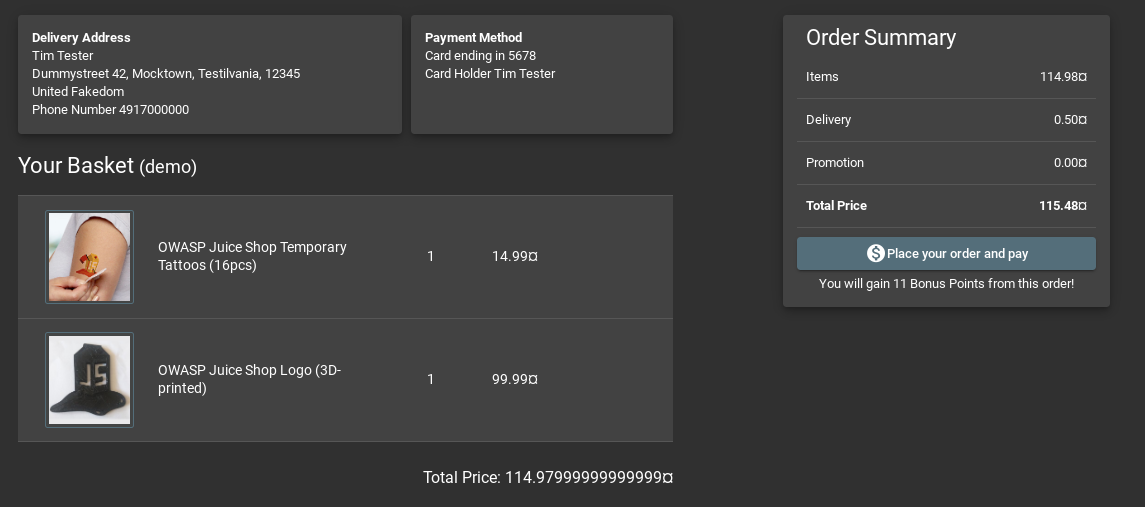 Delivery Address
Tim Tester
Dummystreet 42, Mocktown, Testilvania, 12345
United Fakedom
Phone Number 4917000000
Payment Method
Card ending in 5678
Card Holder Tim Tester
Order Summary
Items 114.98¤
Delivery 0.50¤
Promotion 0.00¤
Total Price 115.48¤
Place your order and pay
You will gain 11 Bonus Points from this order!
Your Basket (demo)
OWASP Juice Shop Temporary
Tattoos (16pcs) 1 14.99¤
JS
OWASP Juice Shop Logo (3D-
printed) 1 99.99¤
Total Price: 114.97999999999999¤